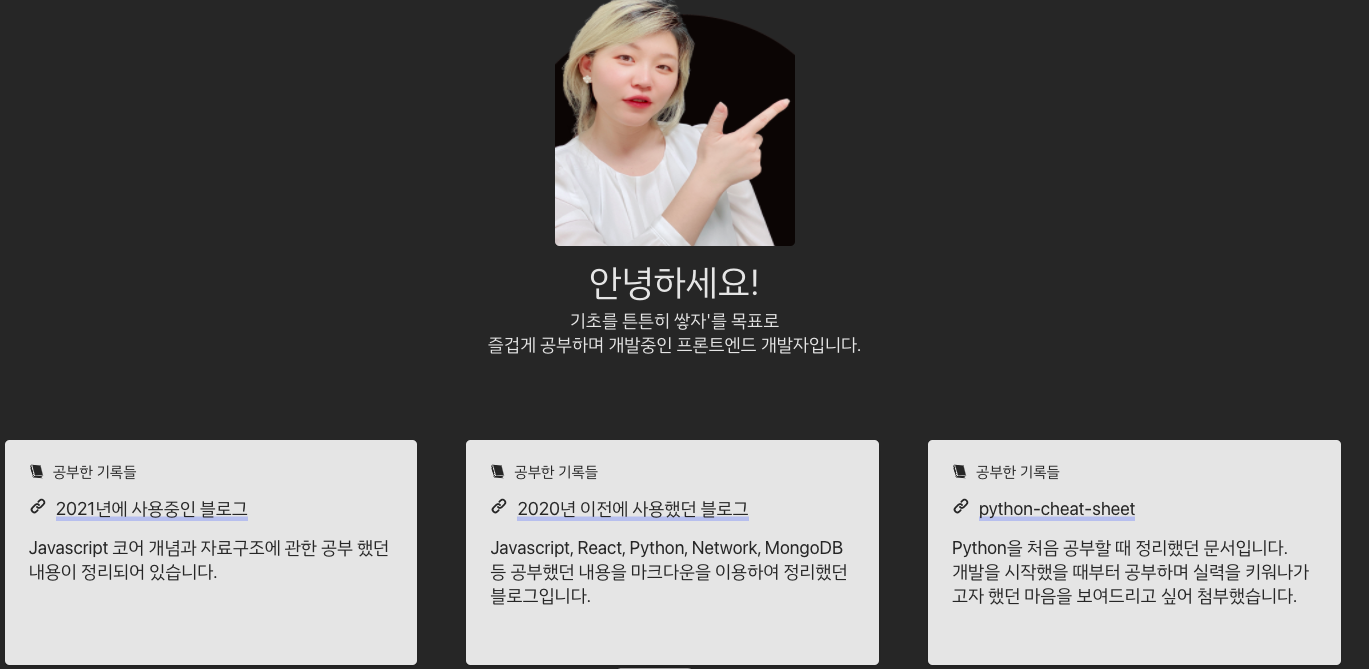 안녕하세요!
기초를 튼튼히 쌓자'를 목표로
즐겁게 공부하며 개발중인 프론트엔드 개발자입니다.
공부한 기록들
2021년에 사용중인 블로그
Javascript 코어 개념과 자료구조에 관한 공부 했던
내용이 정리되어 있습니다.
공부한 기록들
2020년 이전에 사용했던 블로그
Javascript, React, Python, Network, MongoDB
등 공부했던 내용을 마크다운을 이용하여 정리했던
블로그입니다.
공부한 기록들
python-cheat-sheet
Python을 처음 공부할 때 정리했던 문서입니다.
개발을 시작했을 때부터 공부하며 실력을 키워나가
고자 했던 마음을 보여드리고 싶어 첨부했습니다.